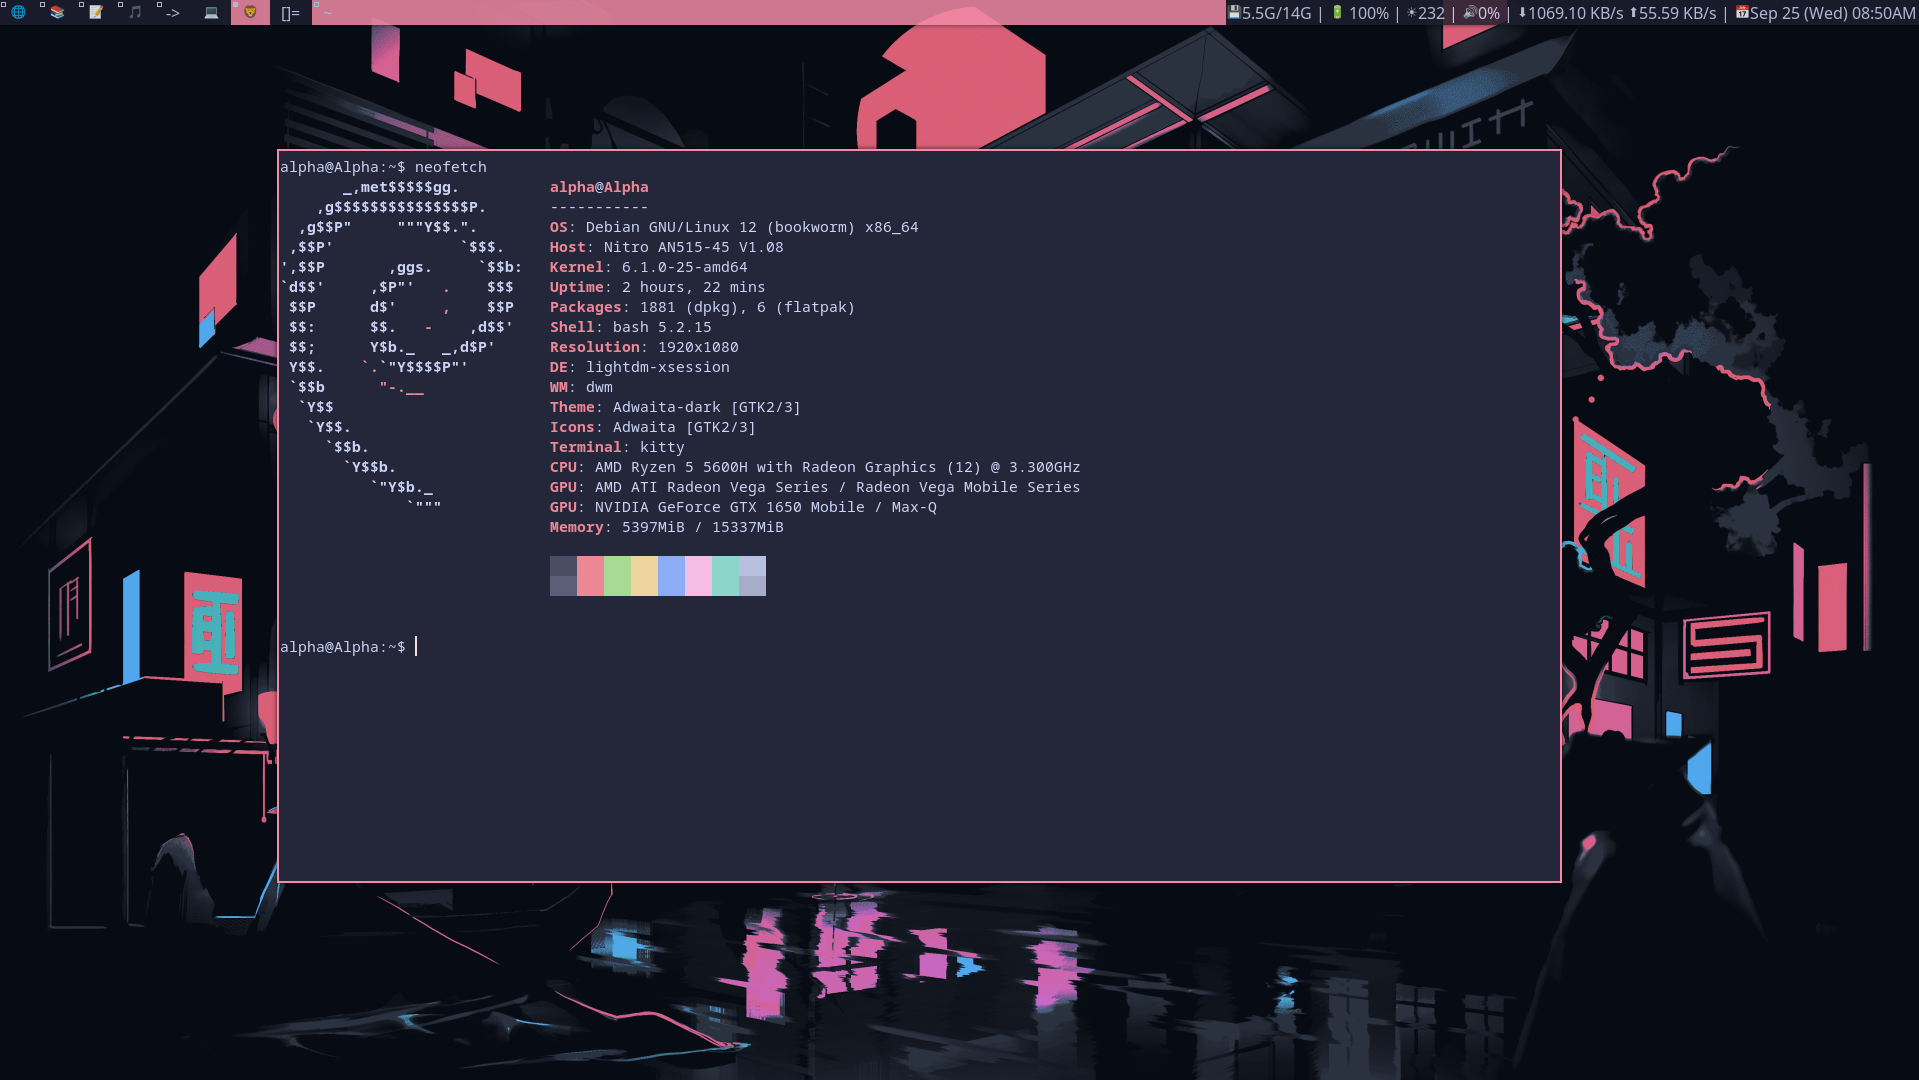 -> []= ~ 5.5G/14G | 100% | 232 | 0% | ⬇1069.10 KB/s ⬆55.59 KB/s | Sep 25 (Wed) 08:50AM
alpha@Alpha:~$ neofetch
_,met$$$$$gg. alpha@Alpha
,g$$$$$$$$$$$$$$$P. -----------
,g$$P"     """Y$$.". OS: Debian GNU/Linux 12 (bookworm) x86_64
,$$P'              `$$$. Host: Nitro AN515-45 V1.08
',$$P       ,ggs.     `$$b: Kernel: 6.1.0-25-amd64
`d$$'     ,$P"'   .    $$$ Uptime: 2 hours, 22 mins
$$P      d$'     ,    $$P Packages: 1881 (dpkg), 6 (flatpak)
$$:      $$.   -    ,d$$' Shell: bash 5.2.15
$$;      Y$b._   _,d$P' Resolution: 1920x1080
Y$$.    `.`"Y$$$$P"' DE: lightdm-xsession
`$$b      "-.__ WM: dwm
`Y$$ Theme: Adwaita-dark [GTK2/3]
`Y$$. Icons: Adwaita [GTK2/3]
`$$b. Terminal: kitty
`Y$$b. CPU: AMD Ryzen 5 5600H with Radeon Graphics (12) @ 3.300GHz
`"Y$b._ GPU: AMD ATI Radeon Vega Series / Radeon Vega Mobile Series
`""" GPU: NVIDIA GeForce GTX 1650 Mobile / Max-Q
Memory: 5397MiB / 15337MiB
alpha@Alpha:~$